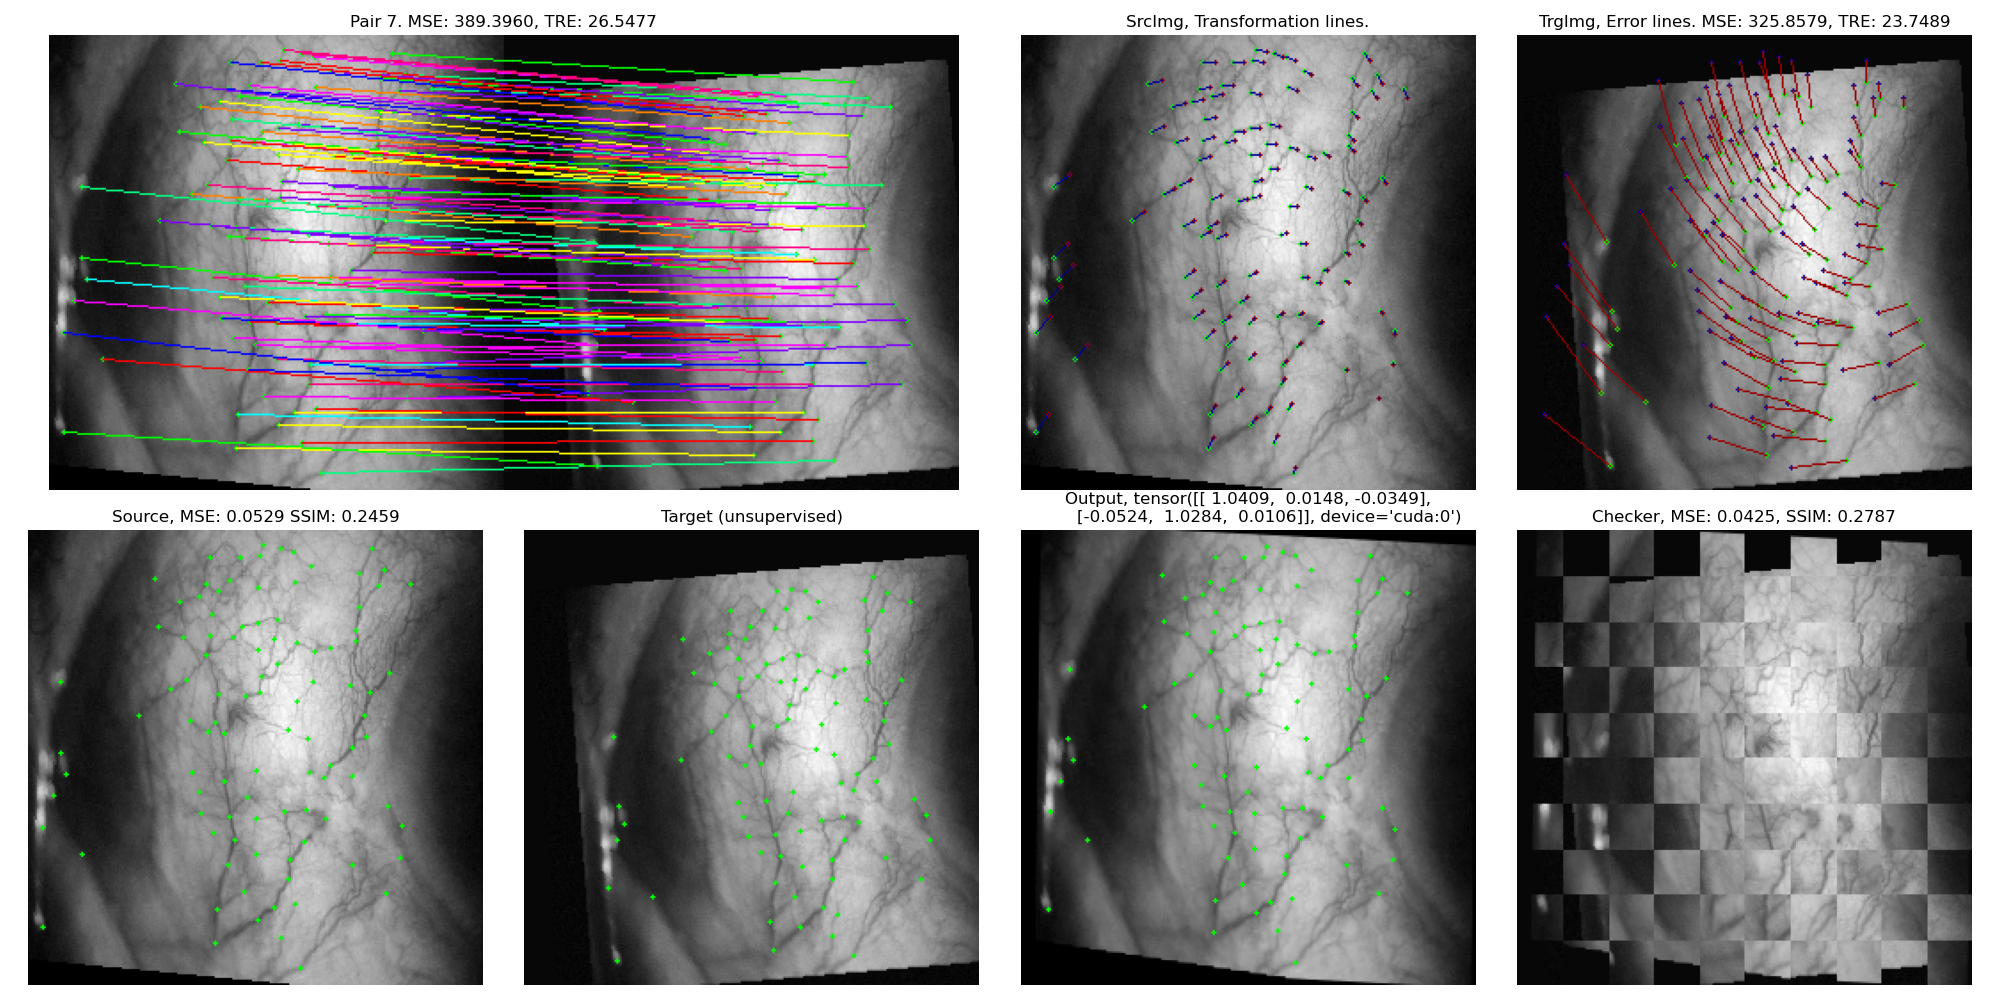 Pair 7. MSE: 389.3960, TRE: 26.5477
SrcImg, Transformation lines.
TrgImg, Error lines. MSE: 325.8579, TRE: 23.7489
Source, MSE: 0.0529 SSIM: 0.2459
Target (unsupervised)
Output, tensor([[ 1.0409,  0.0148, -0.0349],
[-0.0524,  1.0284,  0.0106]], device='cuda:0')
Checker, MSE: 0.0425, SSIM: 0.2787